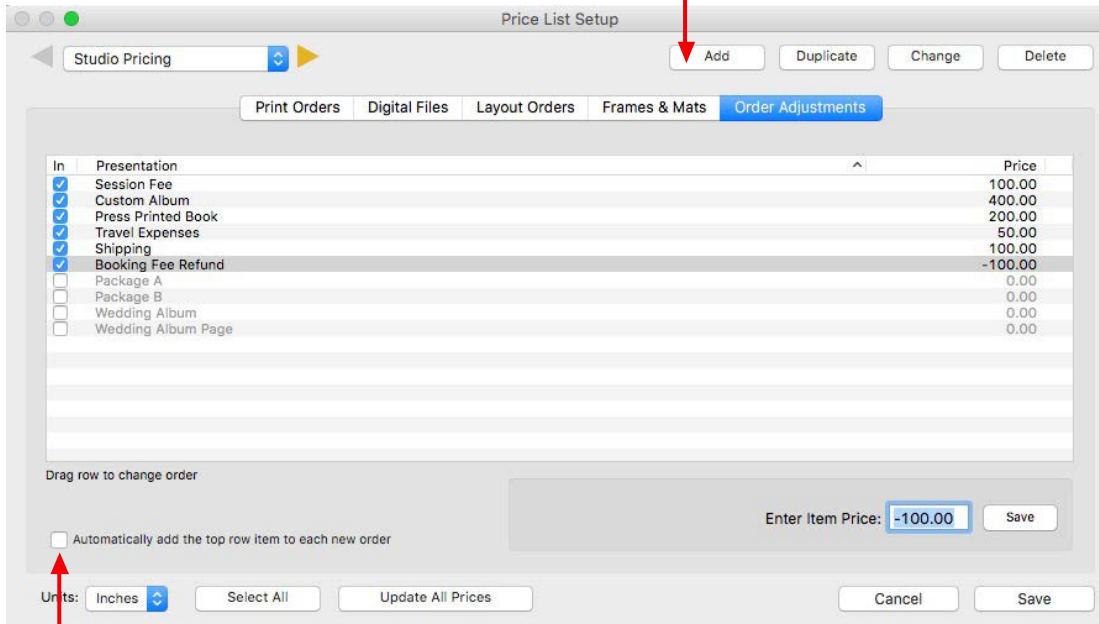 Price List Setup
Studio Pricing Add Duplicate Change Delete
Print Orders Digital Files Layout Orders Frames & Mats Order Adjustments
In Presentation Price
Session Fee 100.00
Custom Album 400.00
Press Printed Book 200.00
Travel Expenses 50.00
Shipping 100.00
Booking Fee Refund -100.00
Package A 0.00
Package B 0.00
Wedding Album 0.00
Wedding Album Page 0.00
Drag row to change order
Enter Item Price: -100.00 Save
Automatically add the top row item to each new order
Units: Inches Select All Update All Prices Cancel Save